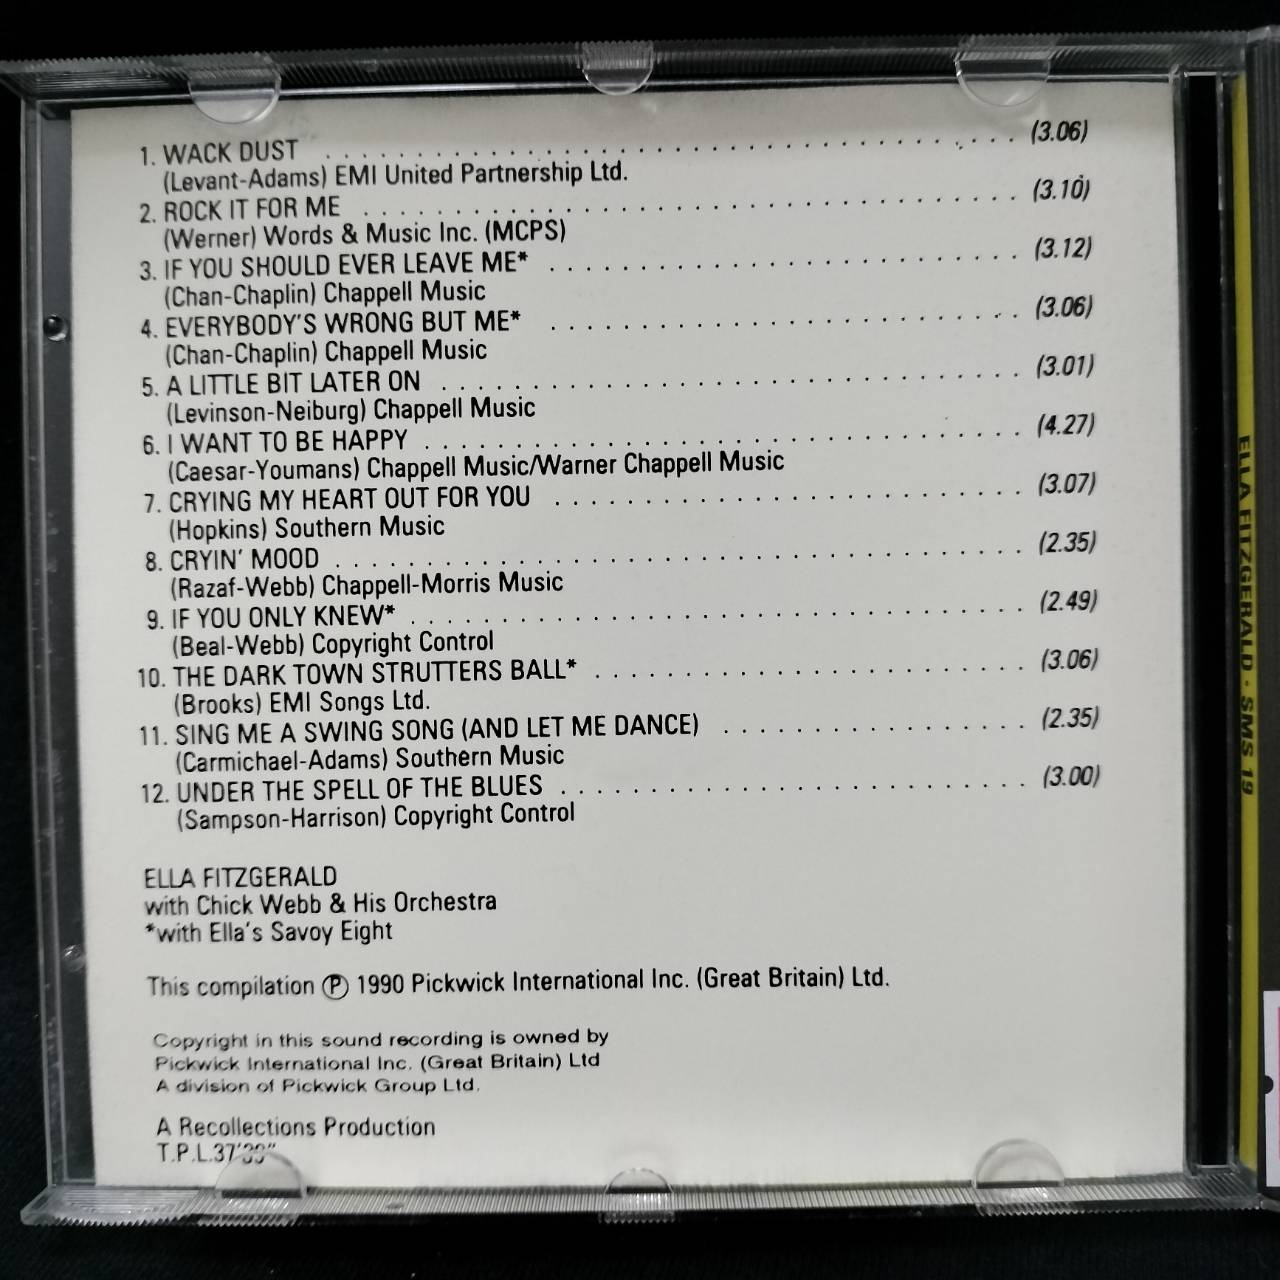 1. WACK DUST . . . . . . . . . . . . . . . . . . . . . . . . . . . . . . . . . . . . . . (3.06)
(Levant-Adams) EMI United Partnership Ltd.
2. ROCK IT FOR ME . . . . . . . . . . . . . . . . . . . . . . . . . . . . . . . . . . . . (3.10)
(Werner) Words & Music Inc. (MCPS)
3. IF YOU SHOULD EVER LEAVE ME* . . . . . . . . . . . . . . . . . . . . . . . . . . (3.12)
(Chan-Chaplin) Chappell Music
4. EVERYBODY'S WRONG BUT ME* . . . . . . . . . . . . . . . . . . . . . . . . . . (3.06)
(Chan-Chaplin) Chappell Music
5. A LITTLE BIT LATER ON . . . . . . . . . . . . . . . . . . . . . . . . . . . . . . . . (3.01)
(Levinson-Neiburg) Chappell Music
6. I WANT TO BE HAPPY . . . . . . . . . . . . . . . . . . . . . . . . . . . . . . . . . (4.27)
(Caesar-Youmans) Chappell Music/Warner Chappell Music
7. CRYING MY HEART OUT FOR YOU . . . . . . . . . . . . . . . . . . . . . . . . . . (3.07)
(Hopkins) Southern Music
8. CRYIN' MOOD . . . . . . . . . . . . . . . . . . . . . . . . . . . . . . . . . . . . . . (2.35)
(Razaf-Webb) Chappell-Morris Music
9. IF YOU ONLY KNEW* . . . . . . . . . . . . . . . . . . . . . . . . . . . . . . . . . . (2.49)
(Beal-Webb) Copyright Control
10. THE DARK TOWN STRUTTERS BALL* . . . . . . . . . . . . . . . . . . . . . . . . (3.06)
(Brooks) EMI Songs Ltd.
11. SING ME A SWING SONG (AND LET ME DANCE) . . . . . . . . . . . . . . . . . (2.35)
(Carmichael-Adams) Southern Music
12. UNDER THE SPELL OF THE BLUES . . . . . . . . . . . . . . . . . . . . . . . . . . (3.00)
(Sampson-Harrison) Copyright Control
ELLA FITZGERALD
with Chick Webb & His Orchestra
*with Ella's Savoy Eight
This compilation ℗ 1990 Pickwick International Inc. (Great Britain) Ltd.
Copyright in this sound recording is owned by
Pickwick International Inc. (Great Britain) Ltd
A division of Pickwick Group Ltd.
A Recollections Production
T.P.L.
ELLA FITZGERALD · SMS 19